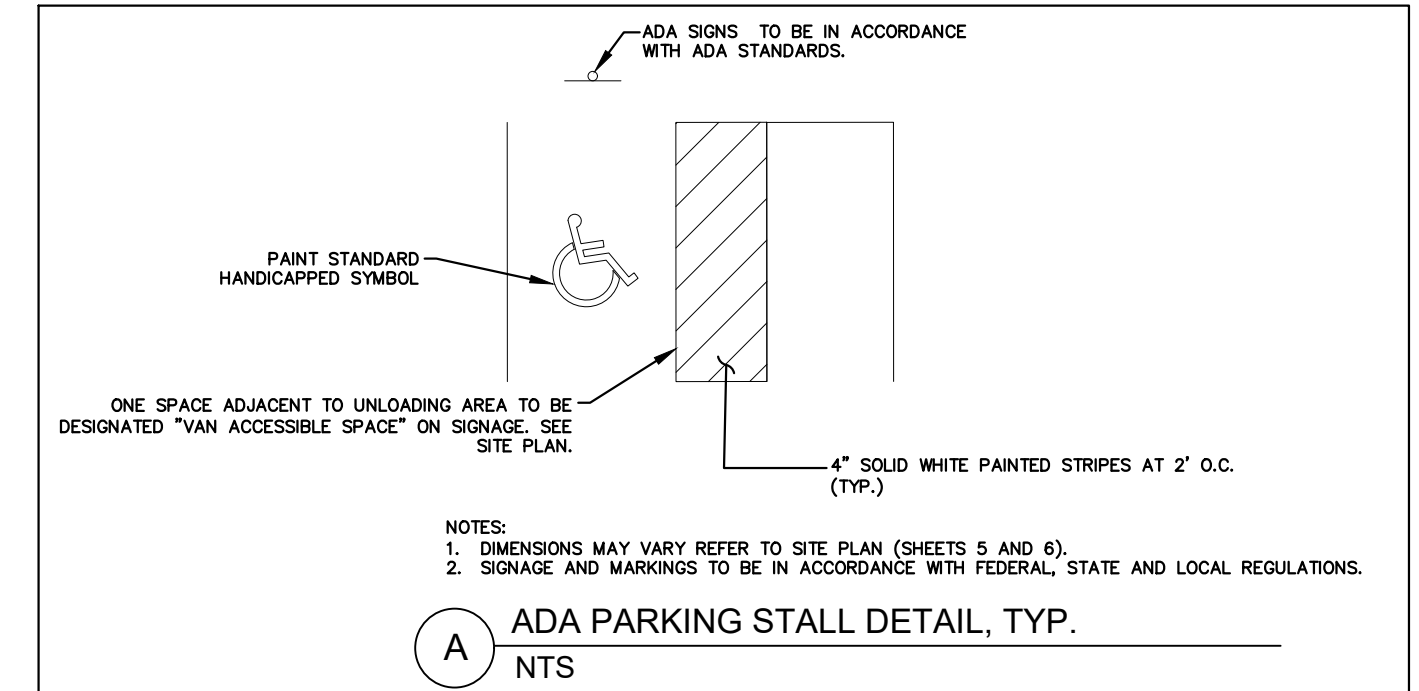 ADA SIGNS TO BE IN ACCORDANCE
WITH ADA STANDARDS.
PAINT STANDARD
HANDICAPPED SYMBOL
ONE SPACE ADJACENT TO UNLOADING AREA TO BE
DESIGNATED "VAN ACCESSIBLE SPACE" ON SIGNAGE. SEE
SITE PLAN.
4" SOLID WHITE PAINTED STRIPES AT 2' O.C.
(TYP.)
NOTES:
1. DIMENSIONS MAY VARY REFER TO SITE PLAN (SHEETS 5 AND 6).
2. SIGNAGE AND MARKINGS TO BE IN ACCORDANCE WITH FEDERAL, STATE AND LOCAL REGULATIONS.
A
ADA PARKING STALL DETAIL, TYP.
NTS